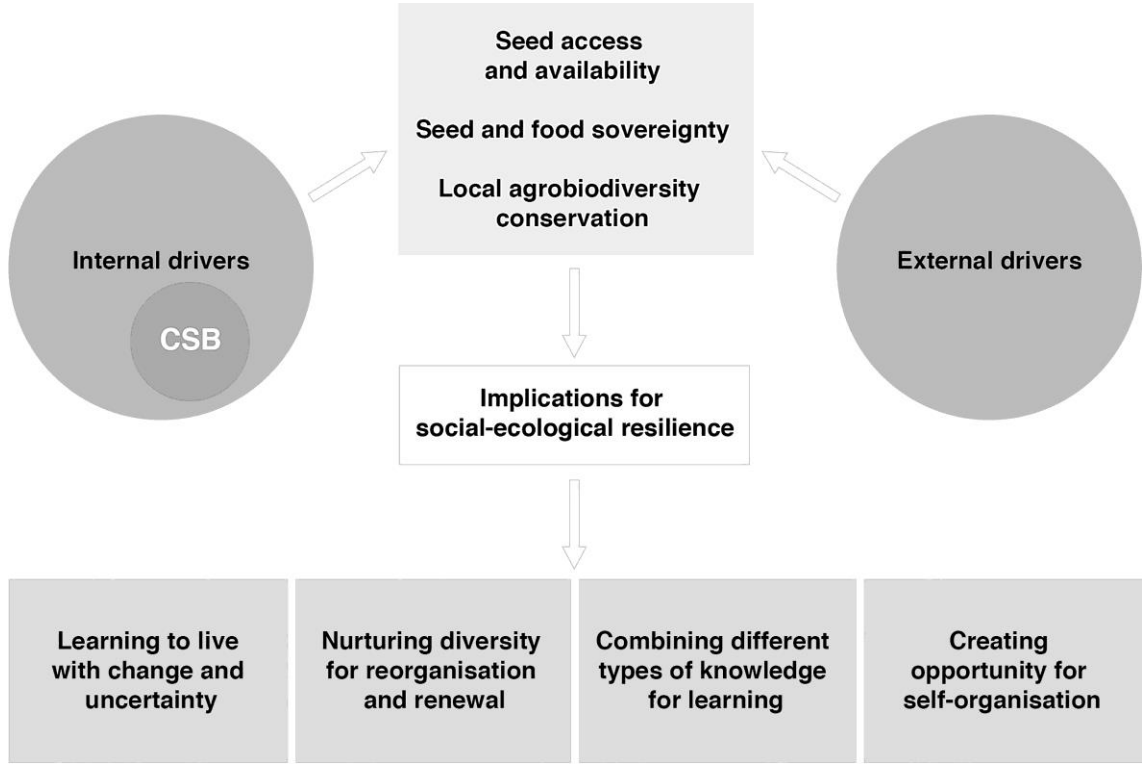 Seed access
and availability
Seed and food sovereignty
Local agrobiodiversity
conservation
Internal drivers
CSB
External drivers
Implications for
social-ecological resilience
Learning to live
with change and
uncertainty
Nurturing diversity
for reorganisation
and renewal
Combining different
types of knowledge
for learning
Creating
opportunity for
self-organisation